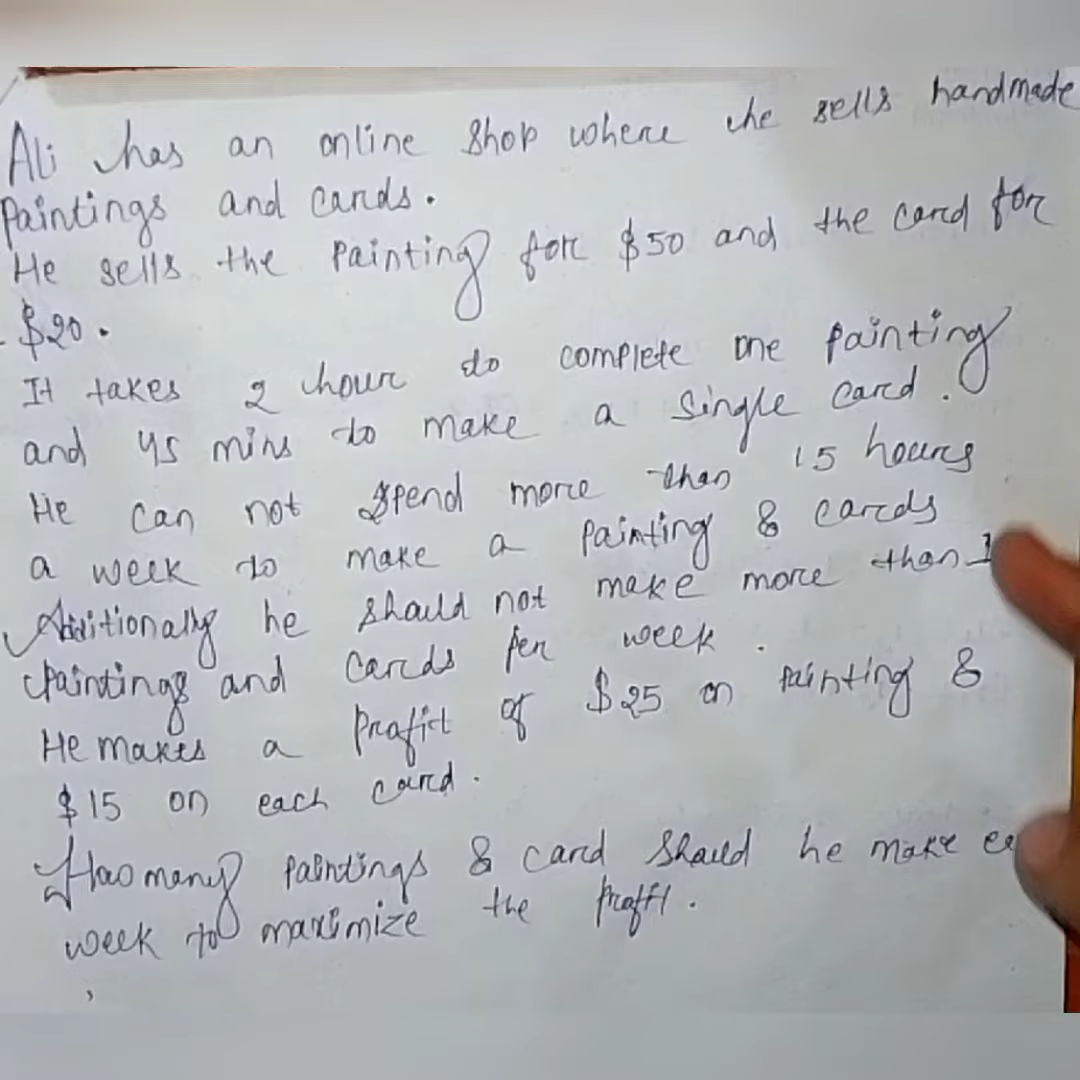 Ali has an online shop where he sells handmade
Paintings and cards.
He sells the painting for $50 and the card for
$20.
It takes 2 hour to complete one painting
and 45 mins to make a single card.
He can not spend more than 15 hours
a week to make a painting & cards
Additionally he should not make more than
paintings and cards per week.
He makes a profit of $25 on painting &
$15 on each card.
How many paintings & card should he make
week to maximize the profit.